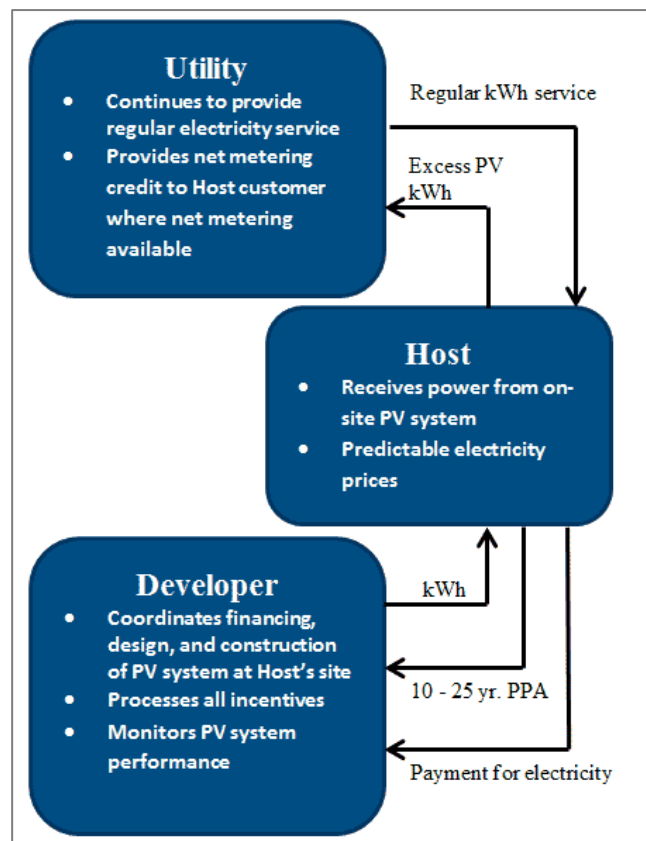 Utility
• Continues to provide
regular electricity service
• Provides net metering
credit to Host customer
where net metering
available
Regular kWh service
Excess PV
kWh
Host
• Receives power from on-
site PV system
• Predictable electricity
prices
Developer
• Coordinates financing,
design, and construction
of PV system at Host's site
• Processes all incentives
• Monitors PV system
performance
kWh
10 - 25 yr. PPA
Payment for electricity